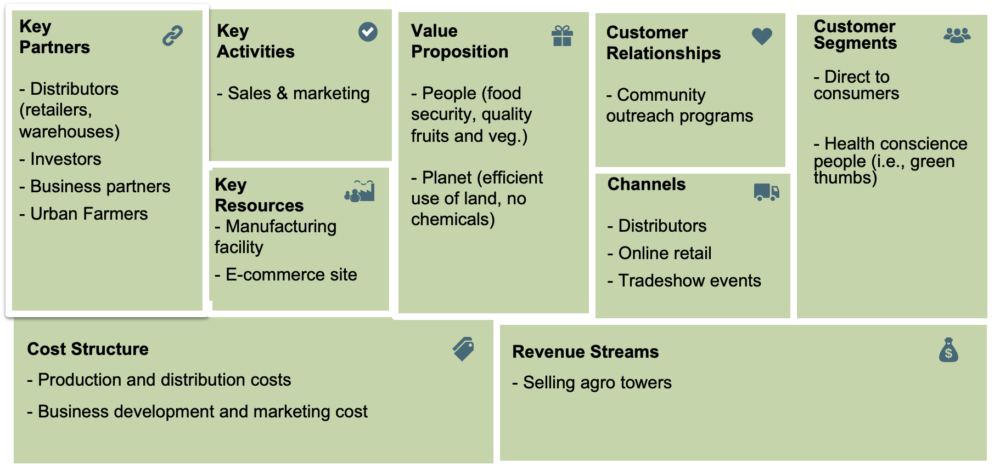 Key
Partners
- Distributors
(retailers,
warehouses)
- Investors
- Business partners
- Urban Farmers
Key
Activities
- Sales & marketing
Key
Resources
- Manufacturing
facility
- E-commerce site
Value
Proposition
- People (food
security, quality
fruits and veg.)
- Planet (efficient
use of land, no
chemicals)
Customer
Relationships
- Community
outreach programs
Channels
- Distributors
- Online retail
- Tradeshow events
Customer
Segments
- Direct to
consumers
- Health conscience
people (i.e., green
thumbs)
Cost Structure
- Production and distribution costs
- Business development and marketing cost
Revenue Streams
$
- Selling agro towers